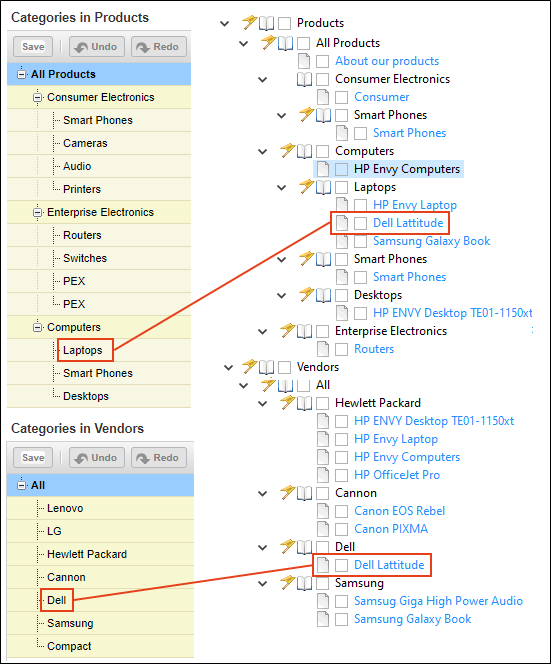 Categories in Products
Save Undo Redo
All Products
Consumer Electronics
Smart Phones
Cameras
Audio
Printers
Enterprise Electronics
Routers
Switches
PEX
PEX
Computers
Laptops
Smart Phones
Desktops
Categories in Vendors
Save Undo Redo
All
Lenovo
LG
Hewlett Packard
Cannon
Dell
Samsung
Compact
Products
All Products
About our products
Consumer Electronics
Consumer
Smart Phones
Smart Phones
Computers
HP Envy Computers
Laptops
HP Envy Laptop
Dell Lattitude
Samsung Galaxy Book
Smart Phones
Smart Phones
Desktops
HP ENVY Desktop TE01-1150xt
Enterprise Electronics
Routers
Vendors
All
Hewlett Packard
HP ENVY Desktop TE01-1150xt
HP Envy Laptop
HP Envy Computers
HP OfficeJet Pro
Cannon
Canon EOS Rebel
Canon PIXMA
Dell
Dell Lattitude
Samsung
Samsug Giga High Power Audio
Samsung Galaxy Book